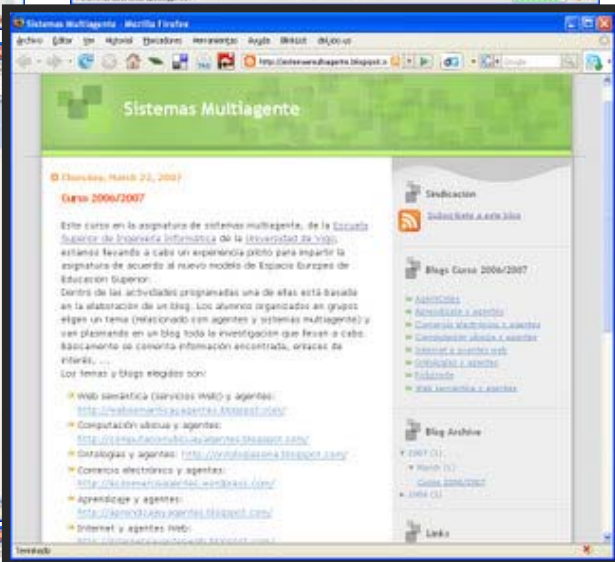 Sistemas Multiagente - Mozilla Firefox
Archivo Editar Ver Historial Marcadores Herramientas Ayuda
Sistemas Multiagente
Thursday, March 22, 2007
Curso 2006/2007
Este curso en la asignatura de sistemas multiagente, de la Escuela
Superior de Ingeniería Informática de la Universidad de Vigo,
estamos llevando a cabo un experiencia piloto para impartir la
asignatura de acuerdo al nuevo modelo de Espacio Europeo de
Educación Superior.
Dentro de las actividades programadas una de ellas está basada
en la elaboración de un blog. Los alumnos organizados en grupos
eligen un tema (relacionado con agentes y sistemas multiagente) y
van plasmando en un blog toda la investigación que llevan a cabo.
Básicamente se comenta información encontrada, enlaces de
interés, ...
Los temas y blogs elegidos son:
Web semántica (servicios Web) y agentes:
Computación ubicua y agentes:
Ontologías y agentes:
Comercio electrónico y agentes:
Aprendizaje y agentes:
Internet y agentes Web:
Sindicación
Subscríbete a este blog
Blogs Curso 2006/2007
AgentCities
Aprendizaje y agentes
Comercio electrónico y agentes
Computación ubicua y agentes
Internet y agentes web
Ontologías y agentes
Robocode
Web semántica y agentes
Blog Archive
2007 (1)
March (1)
Curso 2006/2007
2006 (1)
Links
Terminado